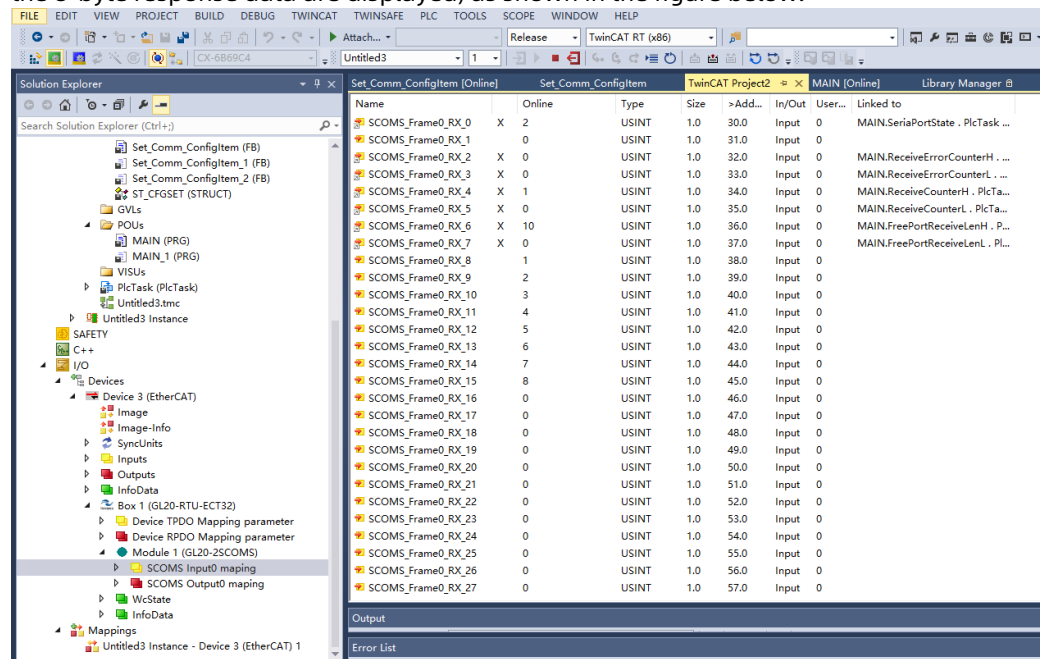 the 8-byte response data are displayed, as shown in the figure below.
FILE EDIT VIEW PROJECT BUILD DEBUG TWINCAT TWINSAFE PLC TOOLS SCOPE WINDOW HELP
Attach... Release TwinCAT RT (x86)
CX-6B69C4 Untitled3 1
Solution Explorer
Search Solution Explorer (Ctrl+;)
Set_Comm_ConfigItem (FB)
Set_Comm_ConfigItem_1 (FB)
Set_Comm_ConfigItem_2 (FB)
ST_CFGSET (STRUCT)
GVLs
POUs
MAIN (PRG)
MAIN_1 (PRG)
VISUs
PlcTask (PlcTask)
Untitled3.tmc
Untitled3 Instance
SAFETY
C++
I/O
Devices
Device 3 (EtherCAT)
Image
Image-Info
SyncUnits
Inputs
Outputs
InfoData
Box 1 (GL20-RTU-ECT32)
Device TPDO Mapping parameter
Device RPDO Mapping parameter
Module 1 (GL20-2SCOMS)
SCOMS Input0 maping
SCOMS Output0 maping
WcState
InfoData
Mappings
Untitled3 Instance - Device 3 (EtherCAT) 1
Set_Comm_ConfigItem [Online] Set_Comm_ConfigItem TwinCAT Project2 MAIN [Online] Library Manager
Name Online Type Size >Add... In/Out User... Linked to
SCOMS_Frame0_RX_0 X 2 USINT 1.0 30.0 Input 0 MAIN.SeriaPortState . PlcTask ...
SCOMS_Frame0_RX_1 0 USINT 1.0 31.0 Input 0
SCOMS_Frame0_RX_2 X 0 USINT 1.0 32.0 Input 0 MAIN.ReceiveErrorCounterH . ...
SCOMS_Frame0_RX_3 X 0 USINT 1.0 33.0 Input 0 MAIN.ReceiveErrorCounterL . ...
SCOMS_Frame0_RX_4 X 1 USINT 1.0 34.0 Input 0 MAIN.ReceiveCounterH . PlcTa...
SCOMS_Frame0_RX_5 X 0 USINT 1.0 35.0 Input 0 MAIN.ReceiveCounterL . PlcTa...
SCOMS_Frame0_RX_6 X 10 USINT 1.0 36.0 Input 0 MAIN.FreePortReceiveLenH . P...
SCOMS_Frame0_RX_7 X 0 USINT 1.0 37.0 Input 0 MAIN.FreePortReceiveLenL . Pl...
SCOMS_Frame0_RX_8 1 USINT 1.0 38.0 Input 0
SCOMS_Frame0_RX_9 2 USINT 1.0 39.0 Input 0
SCOMS_Frame0_RX_10 3 USINT 1.0 40.0 Input 0
SCOMS_Frame0_RX_11 4 USINT 1.0 41.0 Input 0
SCOMS_Frame0_RX_12 5 USINT 1.0 42.0 Input 0
SCOMS_Frame0_RX_13 6 USINT 1.0 43.0 Input 0
SCOMS_Frame0_RX_14 7 USINT 1.0 44.0 Input 0
SCOMS_Frame0_RX_15 8 USINT 1.0 45.0 Input 0
SCOMS_Frame0_RX_16 0 USINT 1.0 46.0 Input 0
SCOMS_Frame0_RX_17 0 USINT 1.0 47.0 Input 0
SCOMS_Frame0_RX_18 0 USINT 1.0 48.0 Input 0
SCOMS_Frame0_RX_19 0 USINT 1.0 49.0 Input 0
SCOMS_Frame0_RX_20 0 USINT 1.0 50.0 Input 0
SCOMS_Frame0_RX_21 0 USINT 1.0 51.0 Input 0
SCOMS_Frame0_RX_22 0 USINT 1.0 52.0 Input 0
SCOMS_Frame0_RX_23 0 USINT 1.0 53.0 Input 0
SCOMS_Frame0_RX_24 0 USINT 1.0 54.0 Input 0
SCOMS_Frame0_RX_25 0 USINT 1.0 55.0 Input 0
SCOMS_Frame0_RX_26 0 USINT 1.0 56.0 Input 0
SCOMS_Frame0_RX_27 0 USINT 1.0 57.0 Input 0
Output
Error List